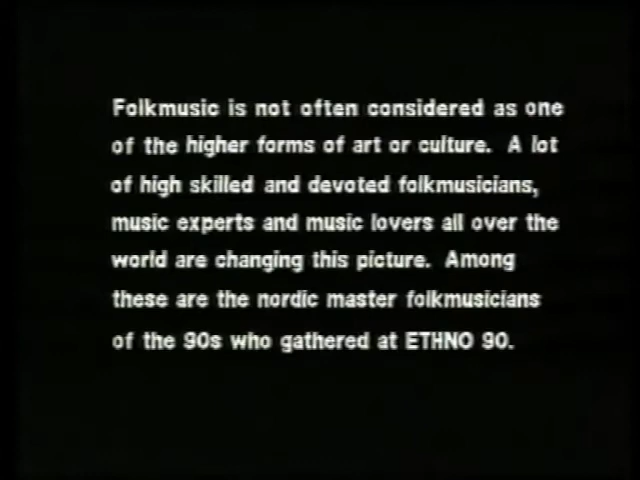 Folkmusic is not often considered as one
of the higher forms of art or culture. A lot
of high skilled and devoted folkmusicians,
music experts and music lovers all over the
world are changing this picture. Among
these are the nordic master folkmusicians
of the 90s who gathered at ETHNO 90.